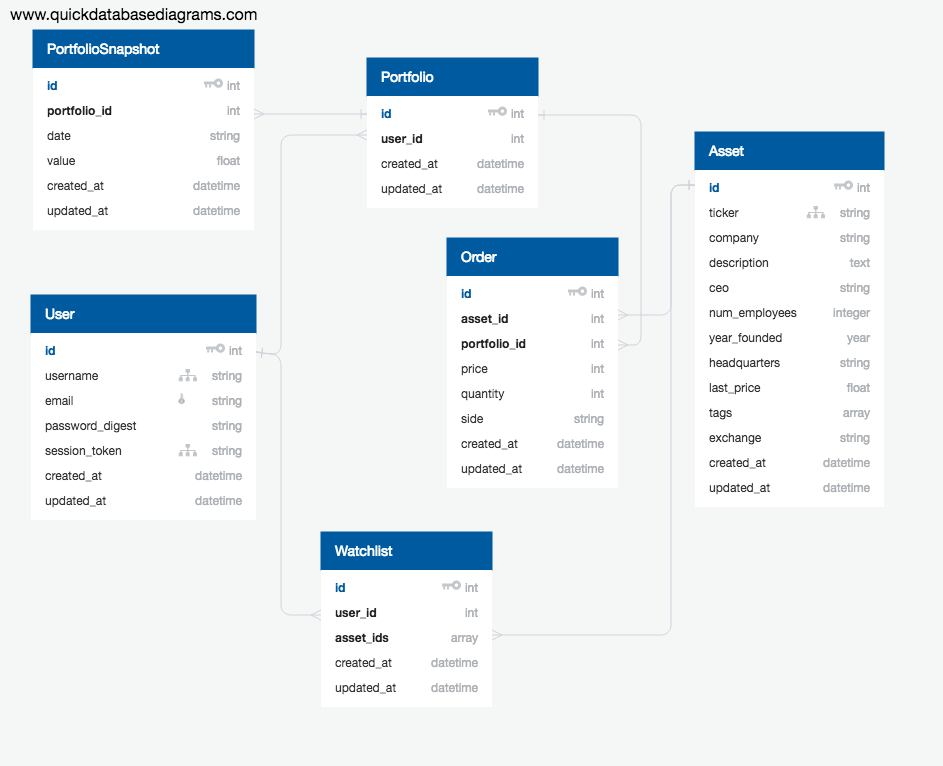 www.quickdatabasediagrams.com
PortfolioSnapshot
id int
portfolio_id int
date string
value float
created_at datetime
updated_at datetime
Portfolio
id int
user_id int
created_at datetime
updated_at datetime
Asset
id int
ticker string
company string
description text
ceo string
num_employees integer
year_founded year
headquarters string
last_price float
tags array
exchange string
created_at datetime
updated_at datetime
Order
id int
asset_id int
portfolio_id int
price int
quantity int
side string
created_at datetime
updated_at datetime
User
id int
username string
email string
password_digest string
session_token string
created_at datetime
updated_at datetime
Watchlist
id int
user_id int
asset_ids array
created_at datetime
updated_at datetime